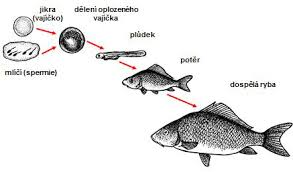 jikra
(vajíčko)
dělení oplozeného
vajíčka
plůdek
potěr
dospělá ryba
mlíčí (spermie)